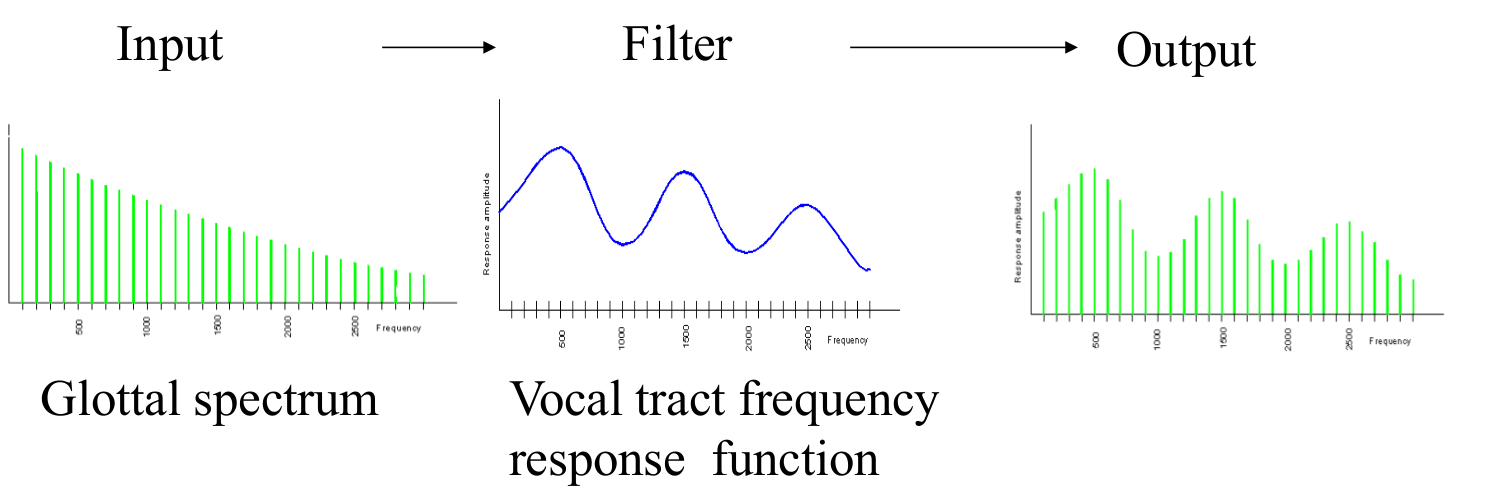 Input
Filter
Output
500
1000
1500
2000
2500
Frequency
Response amplitude
500
1000
1500
2000
2500
Frequency
Response amplitude
500
1000
1500
2000
2500
Frequency
Glottal spectrum
Vocal tract frequency
response function